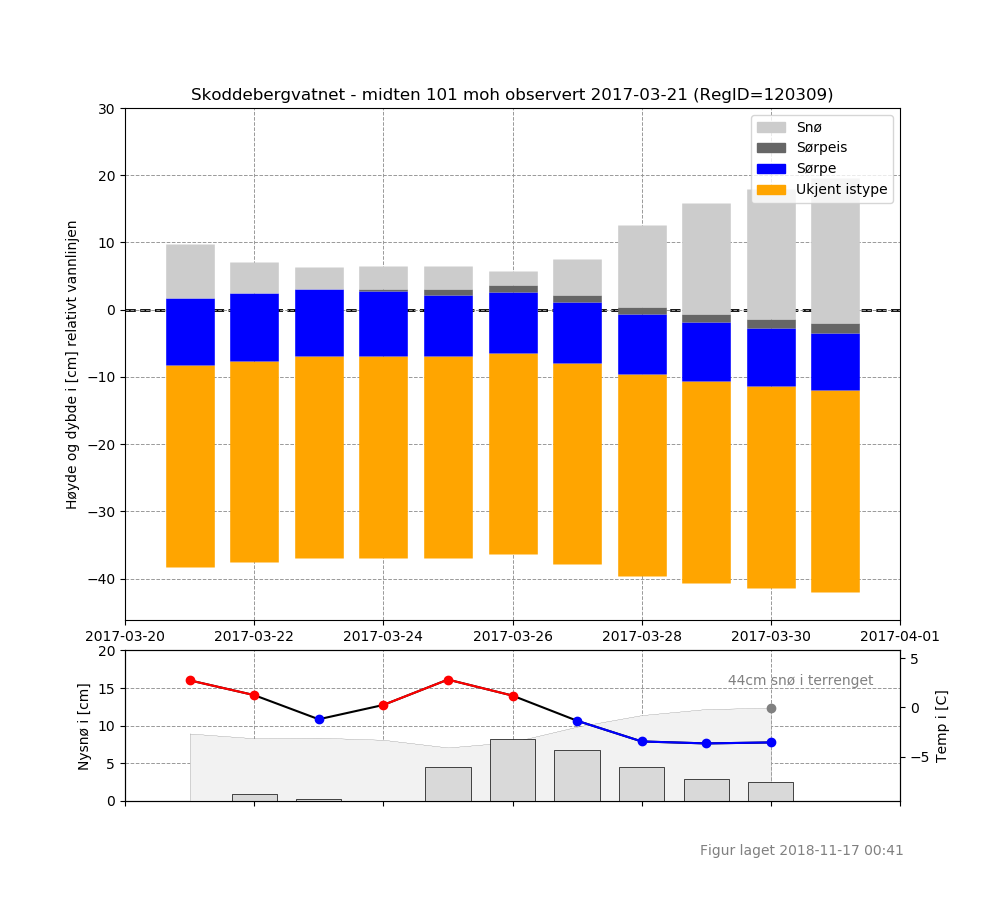 Skoddebergvatnet - midten 101 moh observert 2017-03-21 (RegID=120309)
Høyde og dybde i [cm] relativt vannlinjen
30
20
10
0
−10
−20
−30
−40
Snø
Sørpeis
Sørpe
Ukjent istype
2017-03-20 2017-03-22 2017-03-24 2017-03-26 2017-03-28 2017-03-30 2017-04-01
Nysnø i [cm]
20
15
10
5
0
44cm snø i terrenget
5
0
−5
Temp i [C]
Figur laget 2018-11-17 00:41